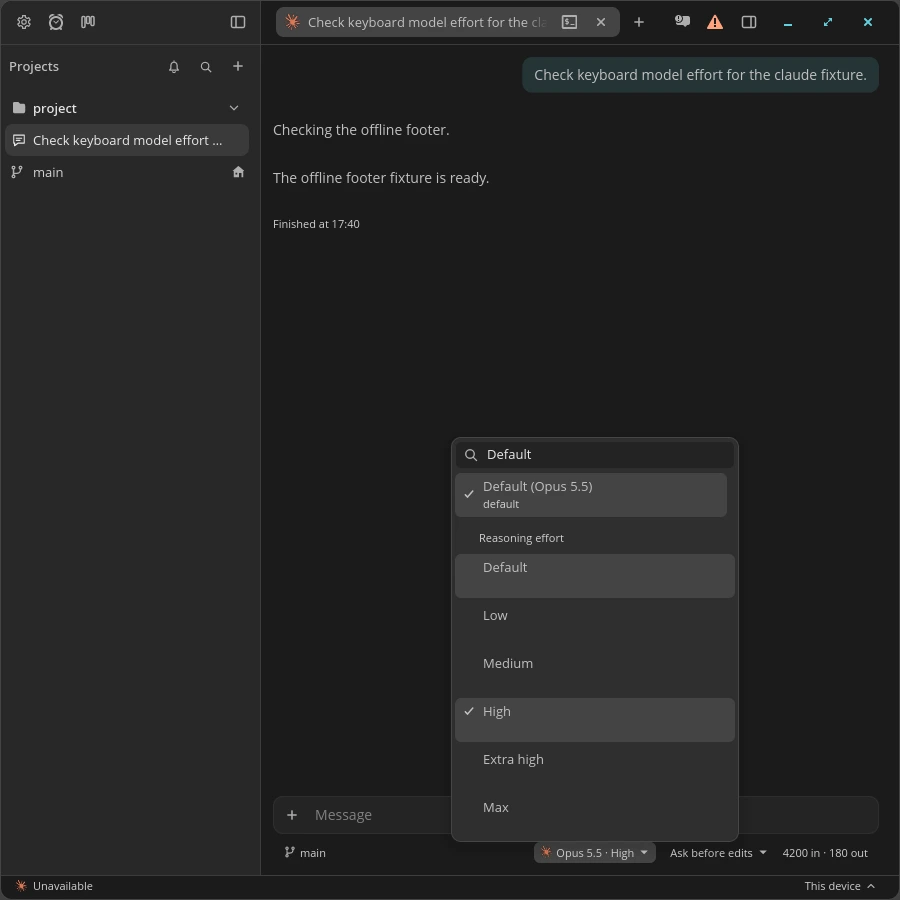 Check keyboard model effort for the cla
Projects
project
Check keyboard model effort ...
main
Check keyboard model effort for the claude fixture.
Checking the offline footer.
The offline footer fixture is ready.
Finished at 17:40
Default
Default (Opus 5.5)
default
Reasoning effort
Default
Low
Medium
High
Extra high
Max
Message
main
Opus 5.5 · High
Ask before edits
4200 in · 180 out
Unavailable
This device